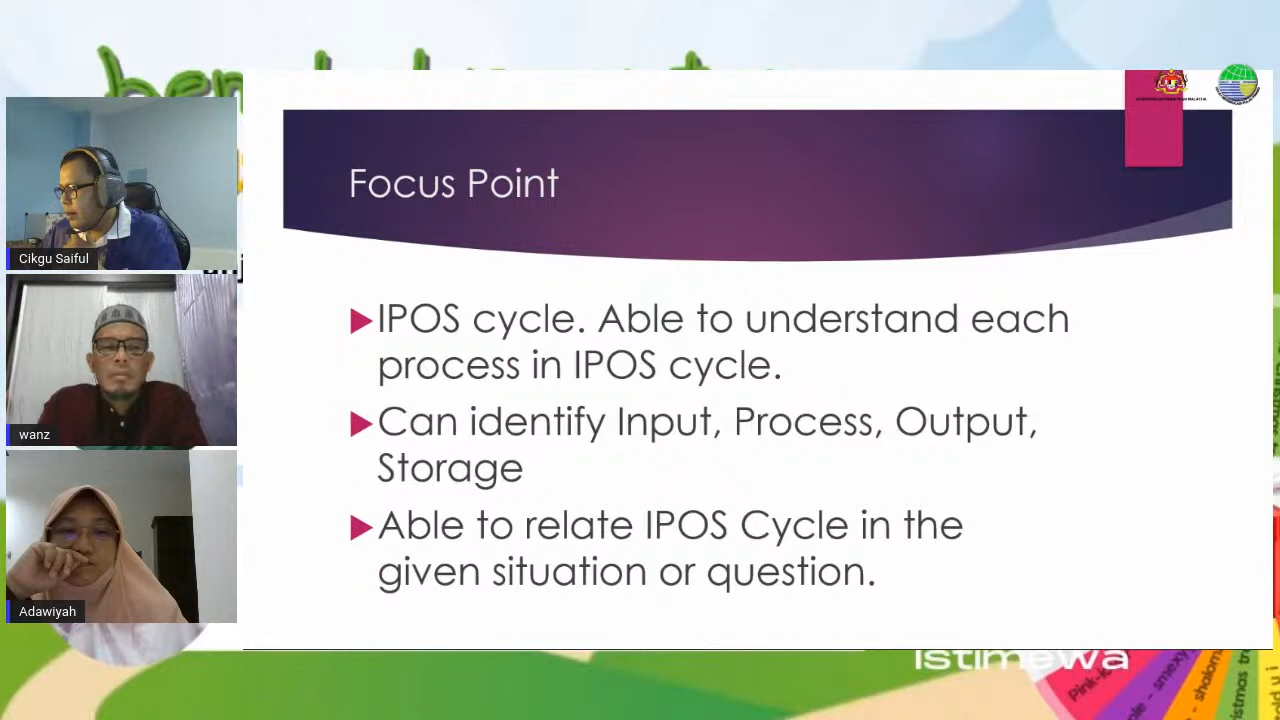 Focus Point
IPOS cycle. Able to understand each
process in IPOS cycle.
Can identify Input, Process, Output,
Storage
Able to relate IPOS Cycle in the
given situation or question.
Cikgu Saiful
wanz
Adawiyah
istimewa